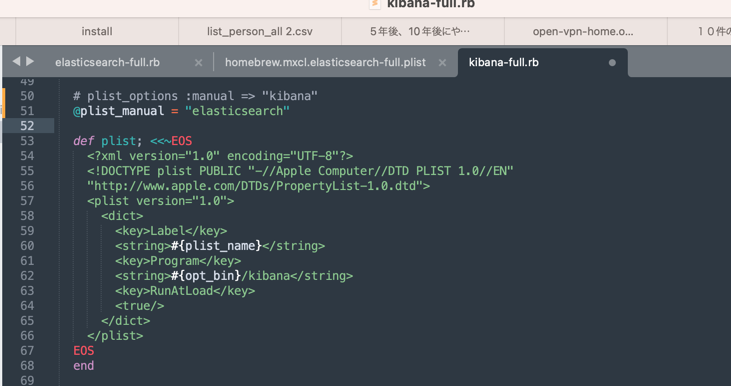 kibana-full.rb
install
list_person_all 2.csv
5年後、10年後にや…
open-vpn-home.o...
１０件の
elasticsearch-full.rb
homebrew.mxcl.elasticsearch-full.plist
kibana-full.rb
49
50 # plist_options :manual => "kibana"
51 @plist_manual = "elasticsearch"
52
53 def plist; <<~EOS
54 <?xml version="1.0" encoding="UTF-8"?>
55 <!DOCTYPE plist PUBLIC "-//Apple Computer//DTD PLIST 1.0//EN"
56 "http://www.apple.com/DTDs/PropertyList-1.0.dtd">
57 <plist version="1.0">
58 <dict>
59 <key>Label</key>
60 <string>#{plist_name}</string>
61 <key>Program</key>
62 <string>#{opt_bin}/kibana</string>
63 <key>RunAtLoad</key>
64 <true/>
65 </dict>
66 </plist>
67 EOS
68 end
69